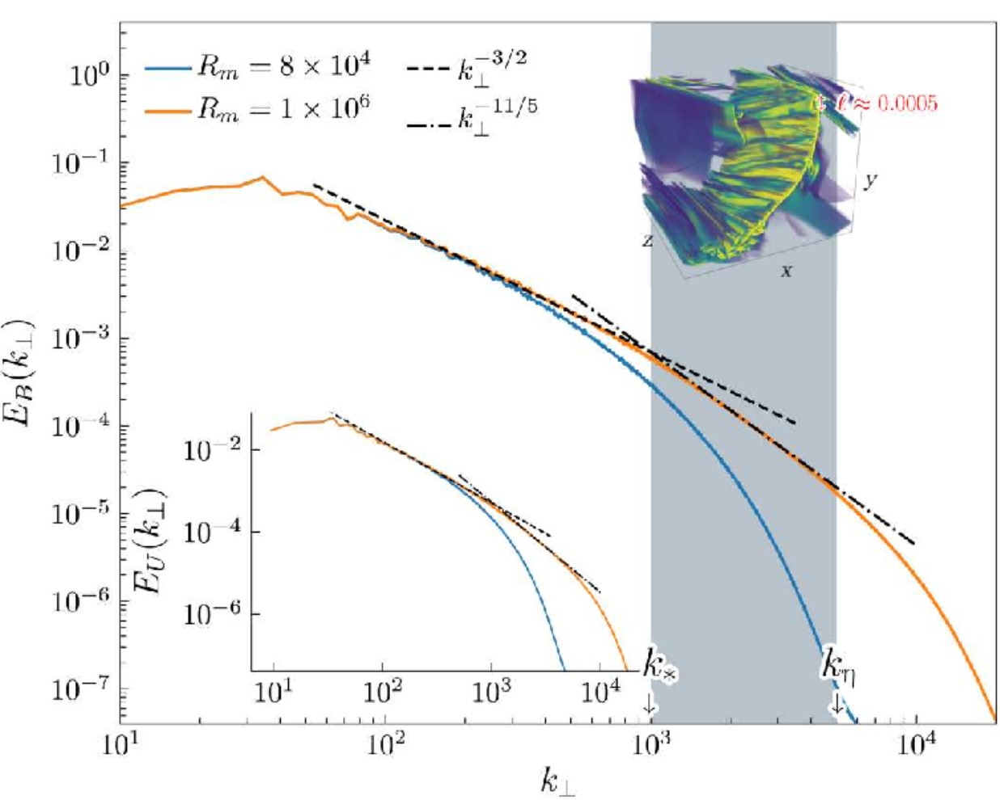 R_m = 8 × 10^4
R_m = 1 × 10^6
k_⊥^{-3/2}
k_⊥^{-11/5}
ℓ ≈ 0.0005
y
z
x
E_B(k_⊥)
10^0
10^{-1}
10^{-2}
10^{-3}
10^{-4}
10^{-5}
10^{-6}
10^{-7}
E_U(k_⊥)
10^{-2}
10^{-4}
10^{-6}
10^1 10^2 10^3 10^4
k_* k_η
↓ ↓
10^1 10^2 10^3 10^4
k_⊥